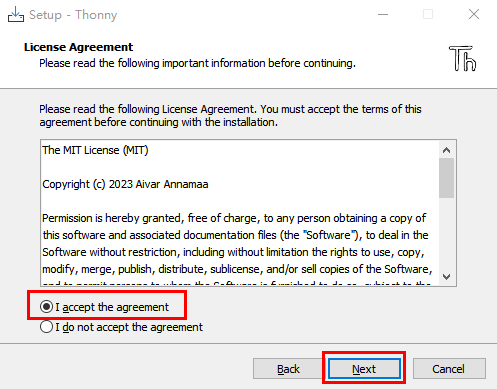 Setup - Thonny
License Agreement
Please read the following important information before continuing.
Th
Please read the following License Agreement. You must accept the terms of this
agreement before continuing with the installation.
The MIT License (MIT)
Copyright (c) 2023 Aivar Annamaa
Permission is hereby granted, free of charge, to any person obtaining a copy of
this software and associated documentation files (the "Software"), to deal in the
Software without restriction, including without limitation the rights to use, copy,
modify, merge, publish, distribute, sublicense, and/or sell copies of the Software,
and to permit persons to whom the Software is furnished to do so, subject to the
I accept the agreement
I do not accept the agreement
Back
Next
Cancel